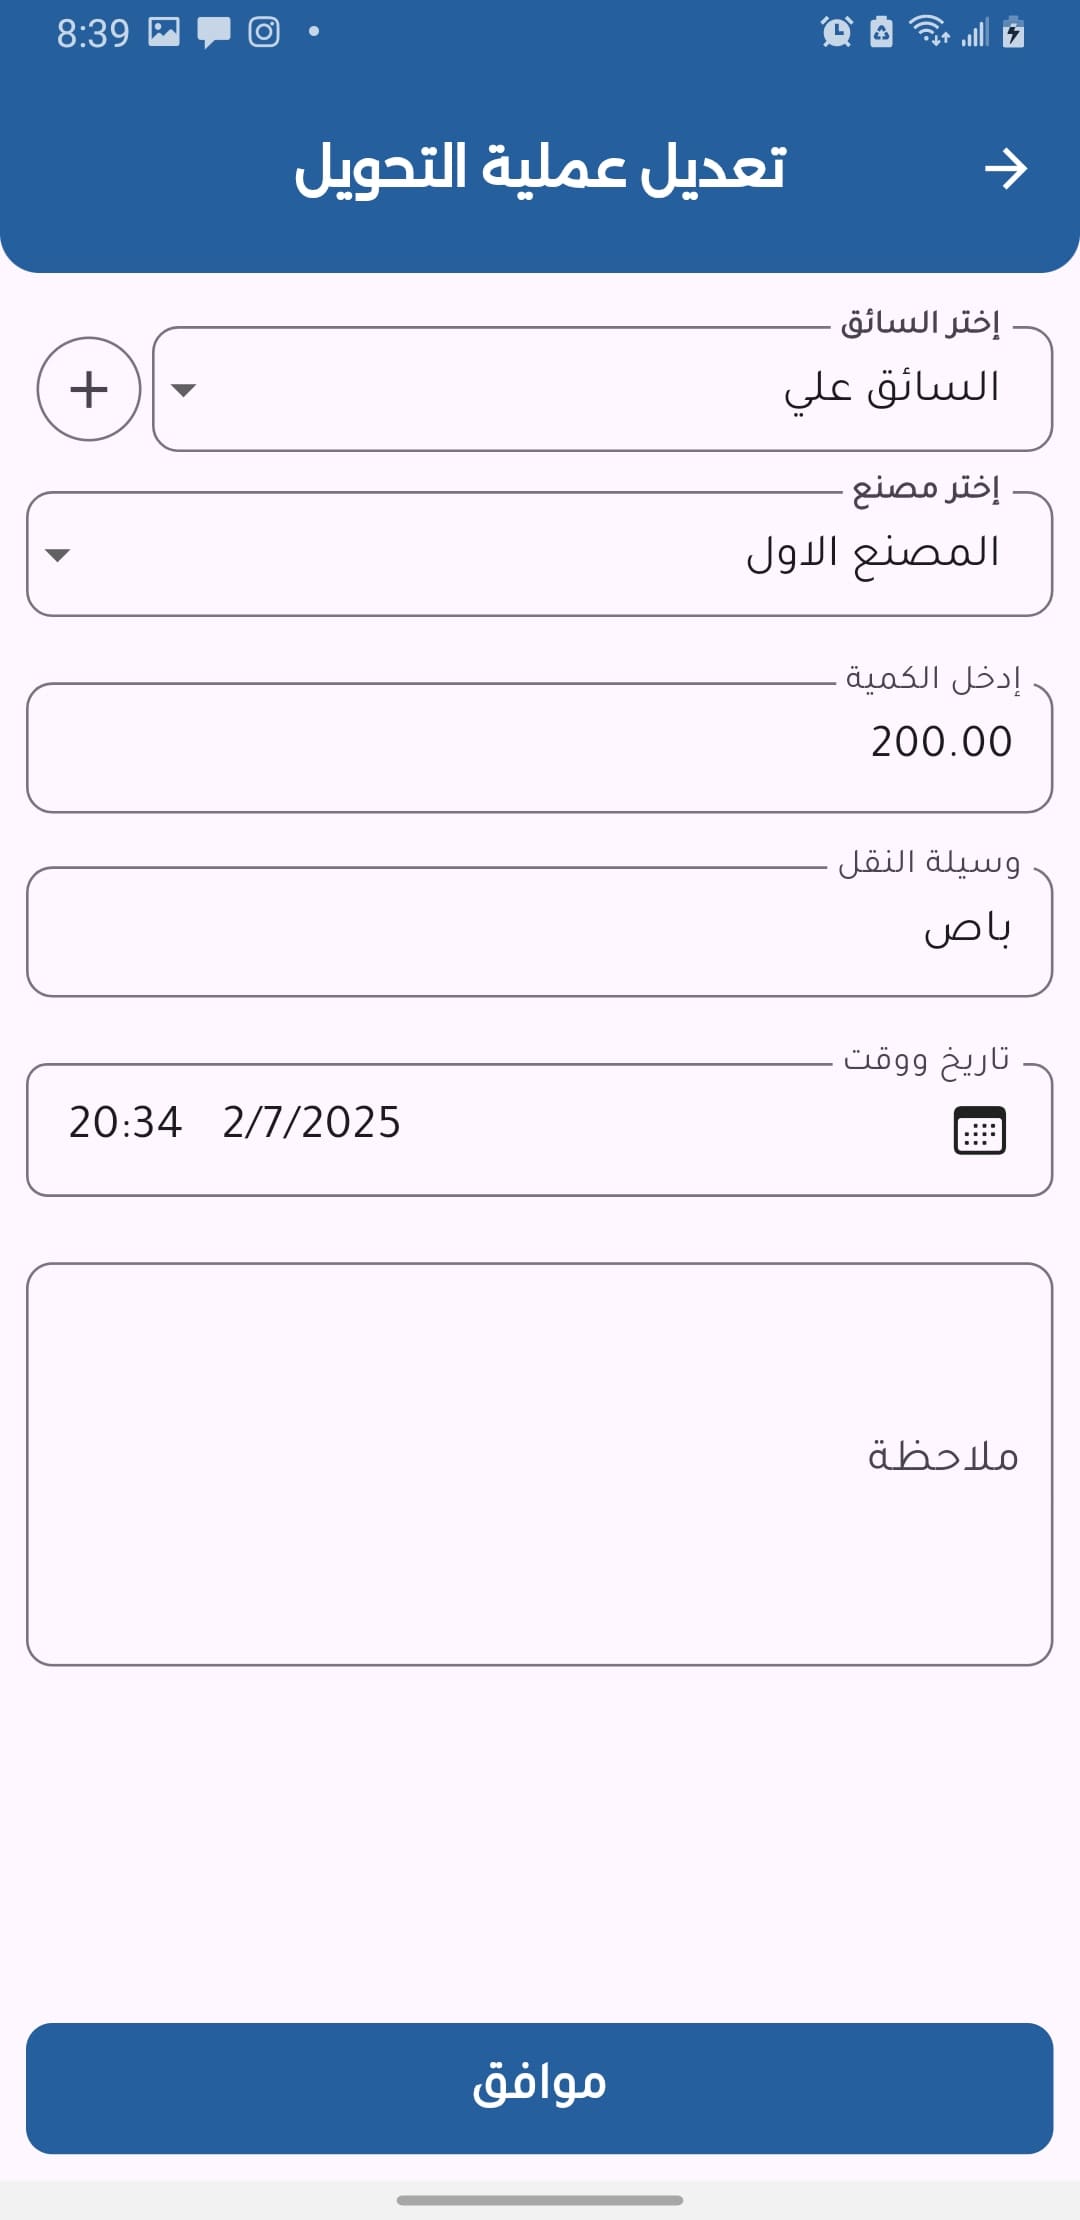 8:39
تعديل عملية التحويل
إختر السائق
السائق علي
إختر مصنع
المصنع الاول
إدخل الكمية
200.00
وسيلة النقل
باص
تاريخ ووقت
20:34 2/7/2025
ملاحظة
موافق